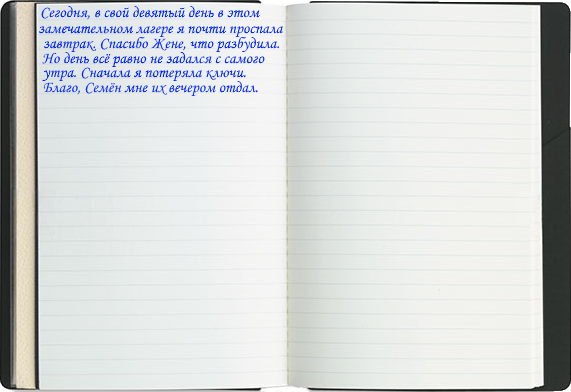 Сегодня, в свой девятый день в этом
замечательном лагере я почти проспала
завтрак. Спасибо Жене, что разбудила.
Но день всё равно не задался с самого
утра. Сначала я потеряла ключи.
Благо, Семён мне их вечером отдал.